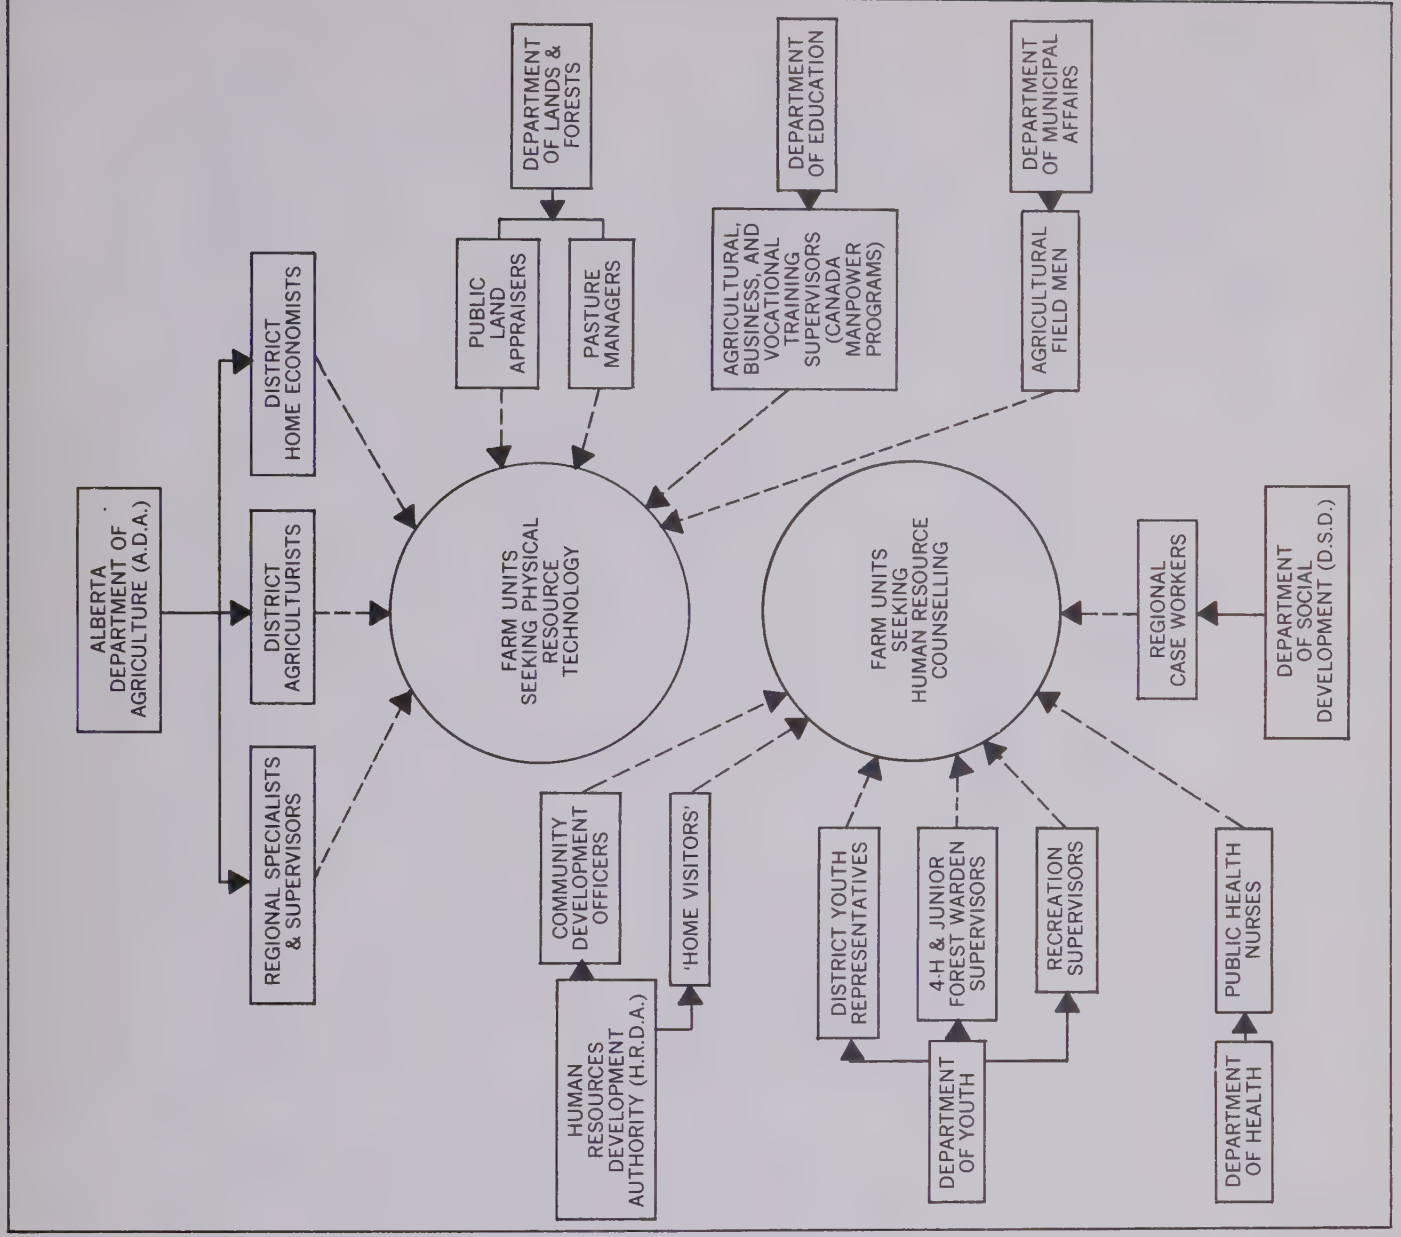 ALBERTA
DEPARTMENT OF
AGRICULTURE (A.D.A.)
REGIONAL SPECIALISTS
& SUPERVISORS
DISTRICT
AGRICULTURISTS
DISTRICT
HOME ECONOMISTS
FARM UNITS
SEEKING PHYSICAL
RESOURCE
TECHNOLOGY
PUBLIC
LAND
APPRAISERS
PASTURE
MANAGERS
DEPARTMENT
OF LANDS &
FORESTS
AGRICULTURAL,
BUSINESS, AND
VOCATIONAL
TRAINING
SUPERVISORS
(CANADA
MANPOWER
PROGRAMS)
DEPARTMENT
OF EDUCATION
AGRICULTURAL
FIELD MEN
DEPARTMENT
OF MUNICIPAL
AFFAIRS
HUMAN
RESOURCES
DEVELOPMENT
AUTHORITY (H.R.D.A.)
COMMUNITY
DEVELOPMENT
OFFICERS
'HOME VISITORS'
FARM UNITS
SEEKING
HUMAN RESOURCE
COUNSELLING
DISTRICT YOUTH
REPRESENTATIVES
4-H & JUNIOR
FOREST WARDEN
SUPERVISORS
RECREATION
SUPERVISORS
DEPARTMENT
OF YOUTH
DEPARTMENT
OF HEALTH
PUBLIC HEALTH
NURSES
REGIONAL
CASE WORKERS
DEPARTMENT
OF SOCIAL
DEVELOPMENT (D.S.D.)